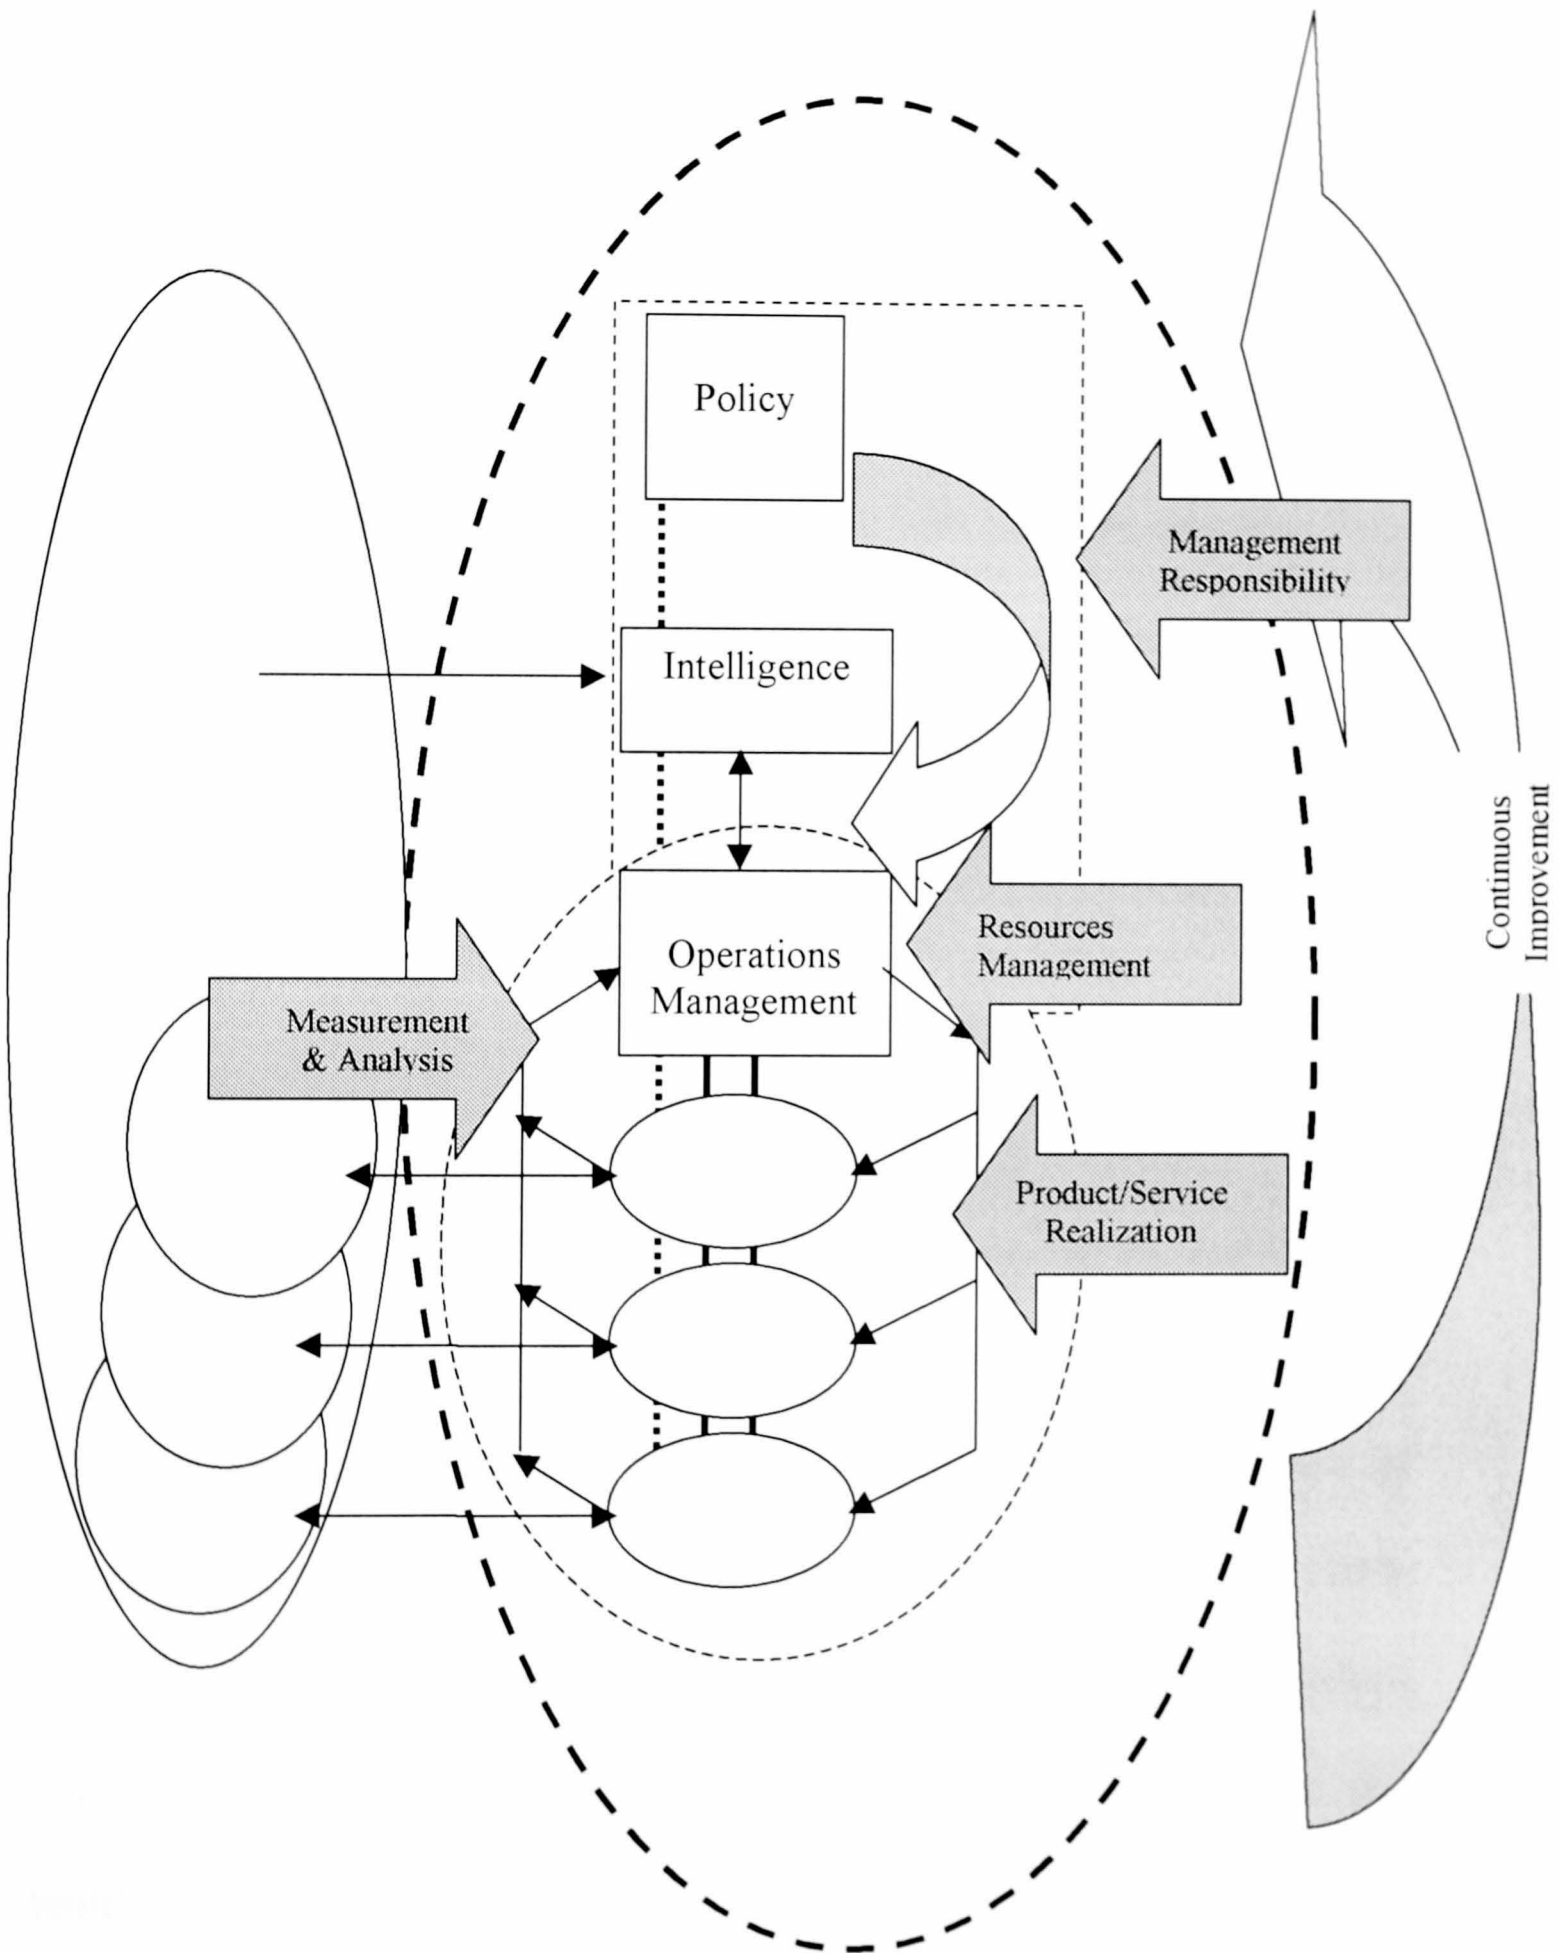 Policy
Management
Responsibility
Intelligence
Continuous
Improvement
Operations
Management
Resources
Management
Measurement
& Analysis
Product/Service
Realization